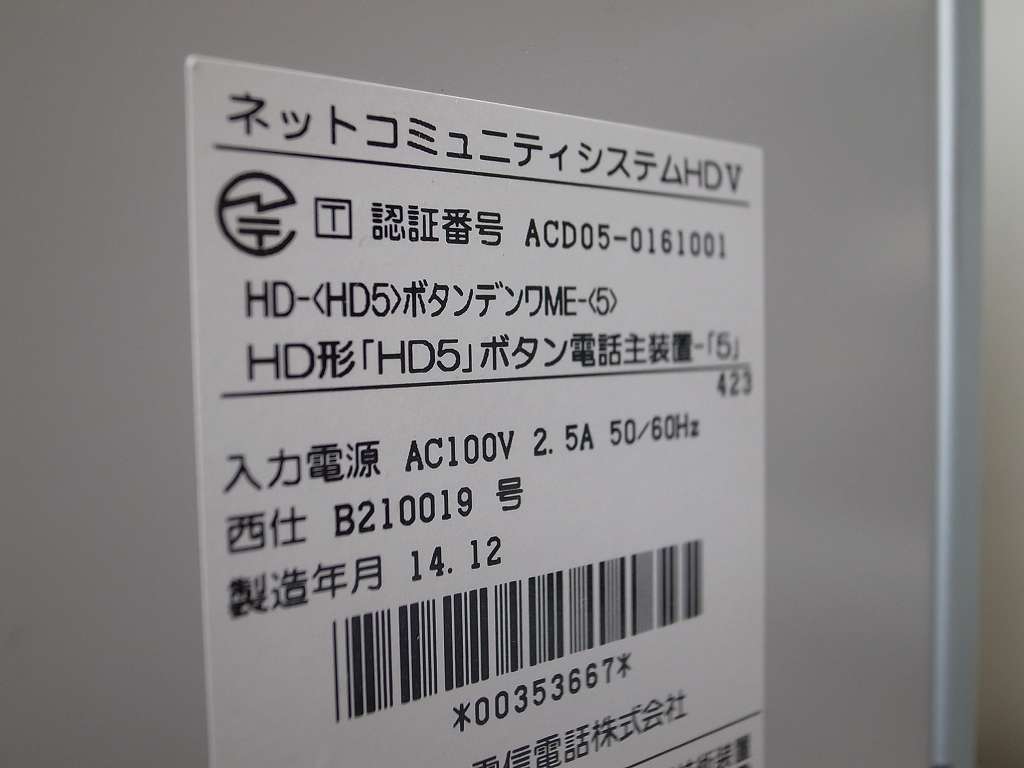 ネットコミュニティシステムHDV
T 認証番号 ACD05-0161001
HD-<HD5>ボタンデンワME-<5>
HD形「HD5」ボタン電話主装置-「5」
423
入力電源 AC100V 2.5A 50/60Hz
西仕 B210019 号
製造年月 14.12
*00353667*
電信電話株式会社